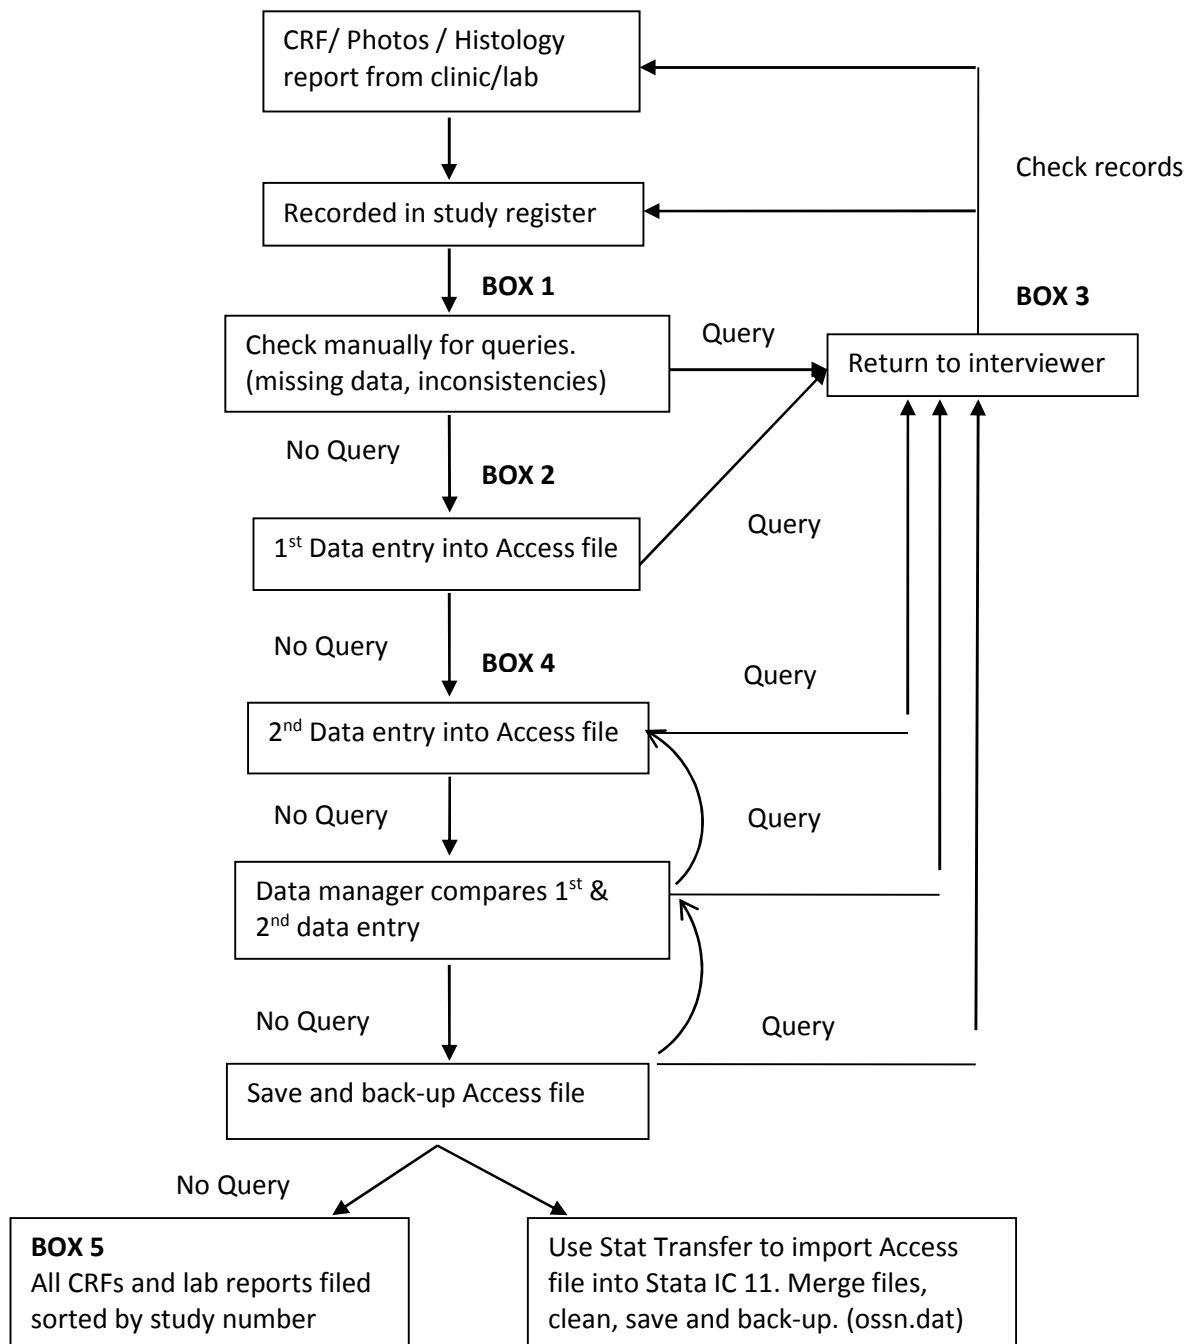 CRF/ Photos / Histology
report from clinic/lab
Check records
Recorded in study register
BOX 1
BOX 3
Check manually for queries.
(missing data, inconsistencies)
Query
Return to interviewer
No Query
BOX 2
1st Data entry into Access file
Query
No Query
BOX 4
Query
2nd Data entry into Access file
No Query
Query
Data manager compares 1st &
2nd data entry
No Query
Query
Save and back-up Access file
No Query
BOX 5
All CRFs and lab reports filed
sorted by study number
Use Stat Transfer to import Access
file into Stata IC 11. Merge files,
clean, save and back-up. (ossn.dat)